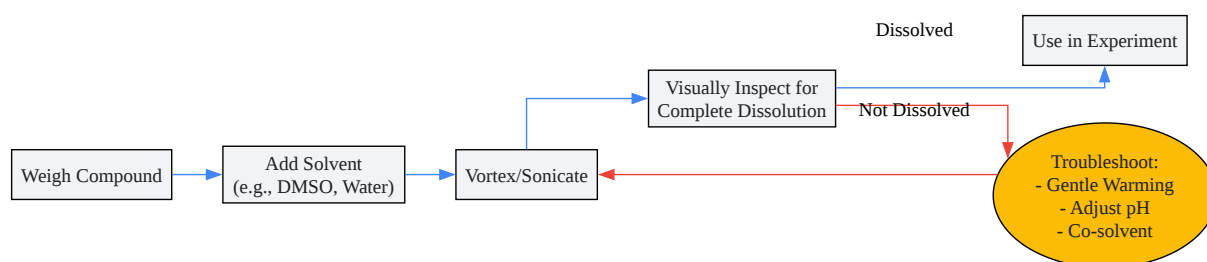 Weigh Compound
Add Solvent
(e.g., DMSO, Water)
Vortex/Sonicate
Visually Inspect for
Complete Dissolution
Dissolved
Use in Experiment
Not Dissolved
Troubleshoot:
- Gentle Warming
- Adjust pH
- Co-solvent